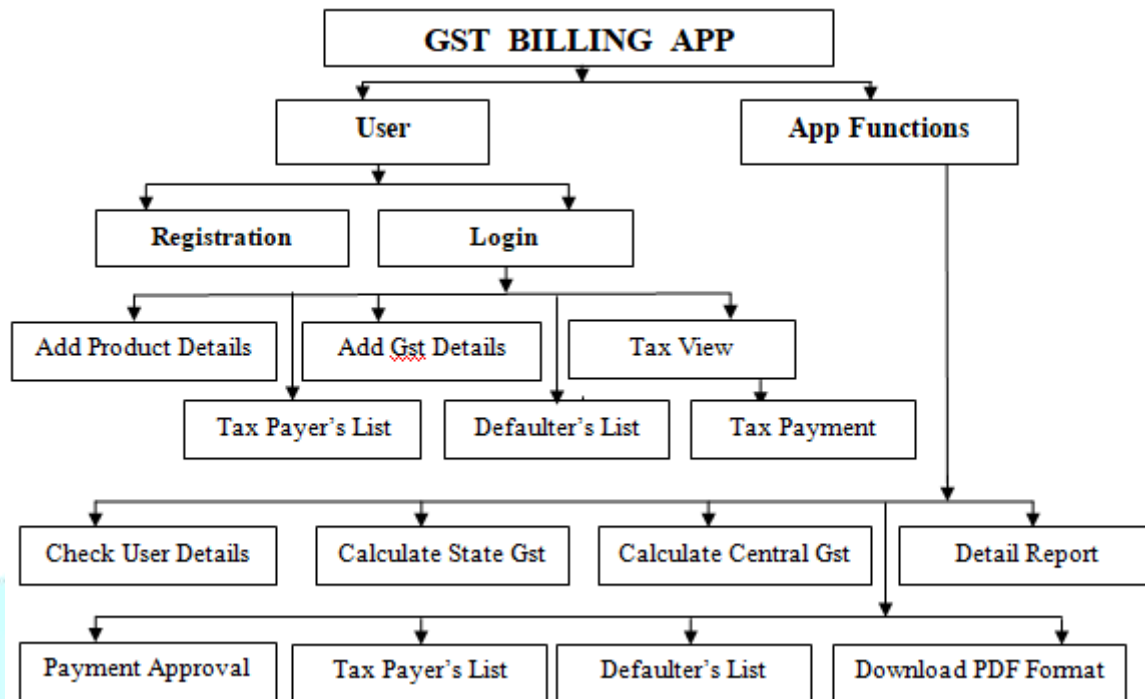 GST BILLING APP
User
App Functions
Registration
Login
Add Product Details
Add Gst Details
Tax View
Tax Payer’s List
Defaulter’s List
Tax Payment
Check User Details
Calculate State Gst
Calculate Central Gst
Detail Report
Payment Approval
Tax Payer’s List
Defaulter’s List
Download PDF Format